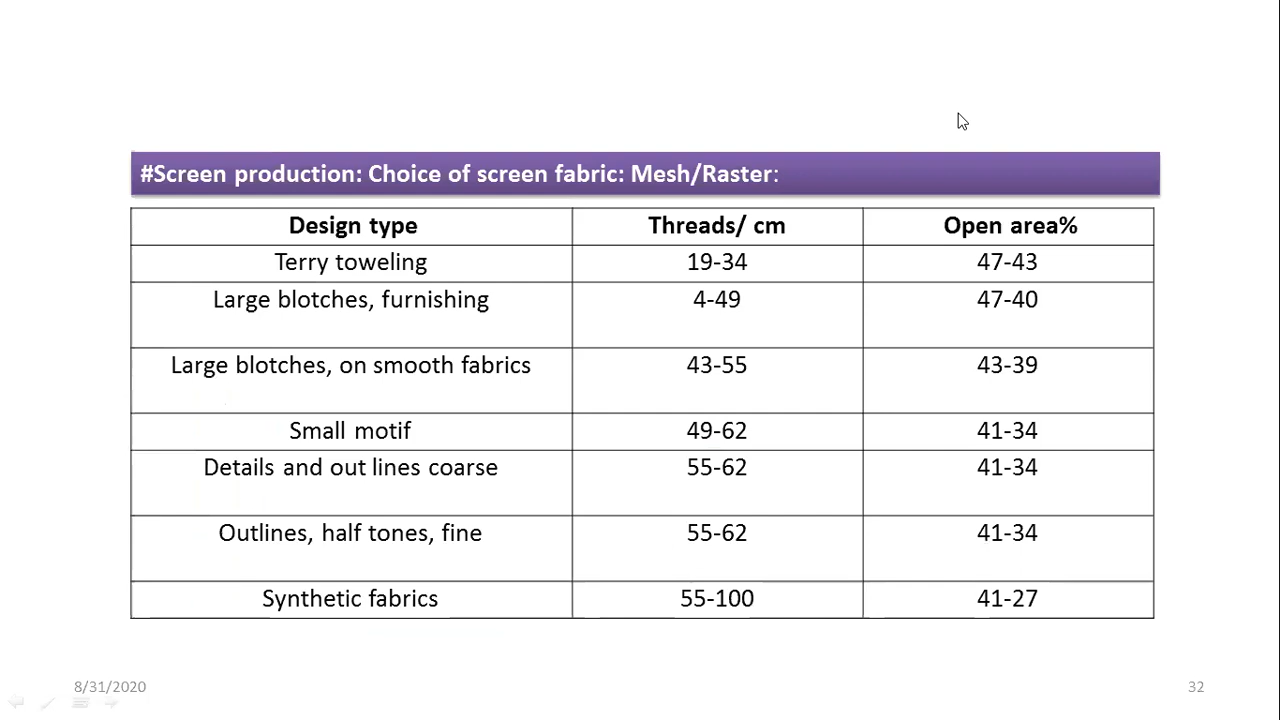 #Screen production: Choice of screen fabric: Mesh/Raster:
Design type Threads/ cm Open area%
Terry toweling 19-34 47-43
Large blotches, furnishing 4-49 47-40
Large blotches, on smooth fabrics 43-55 43-39
Small motif 49-62 41-34
Details and out lines coarse 55-62 41-34
Outlines, half tones, fine 55-62 41-34
Synthetic fabrics 55-100 41-27
8/31/2020 32